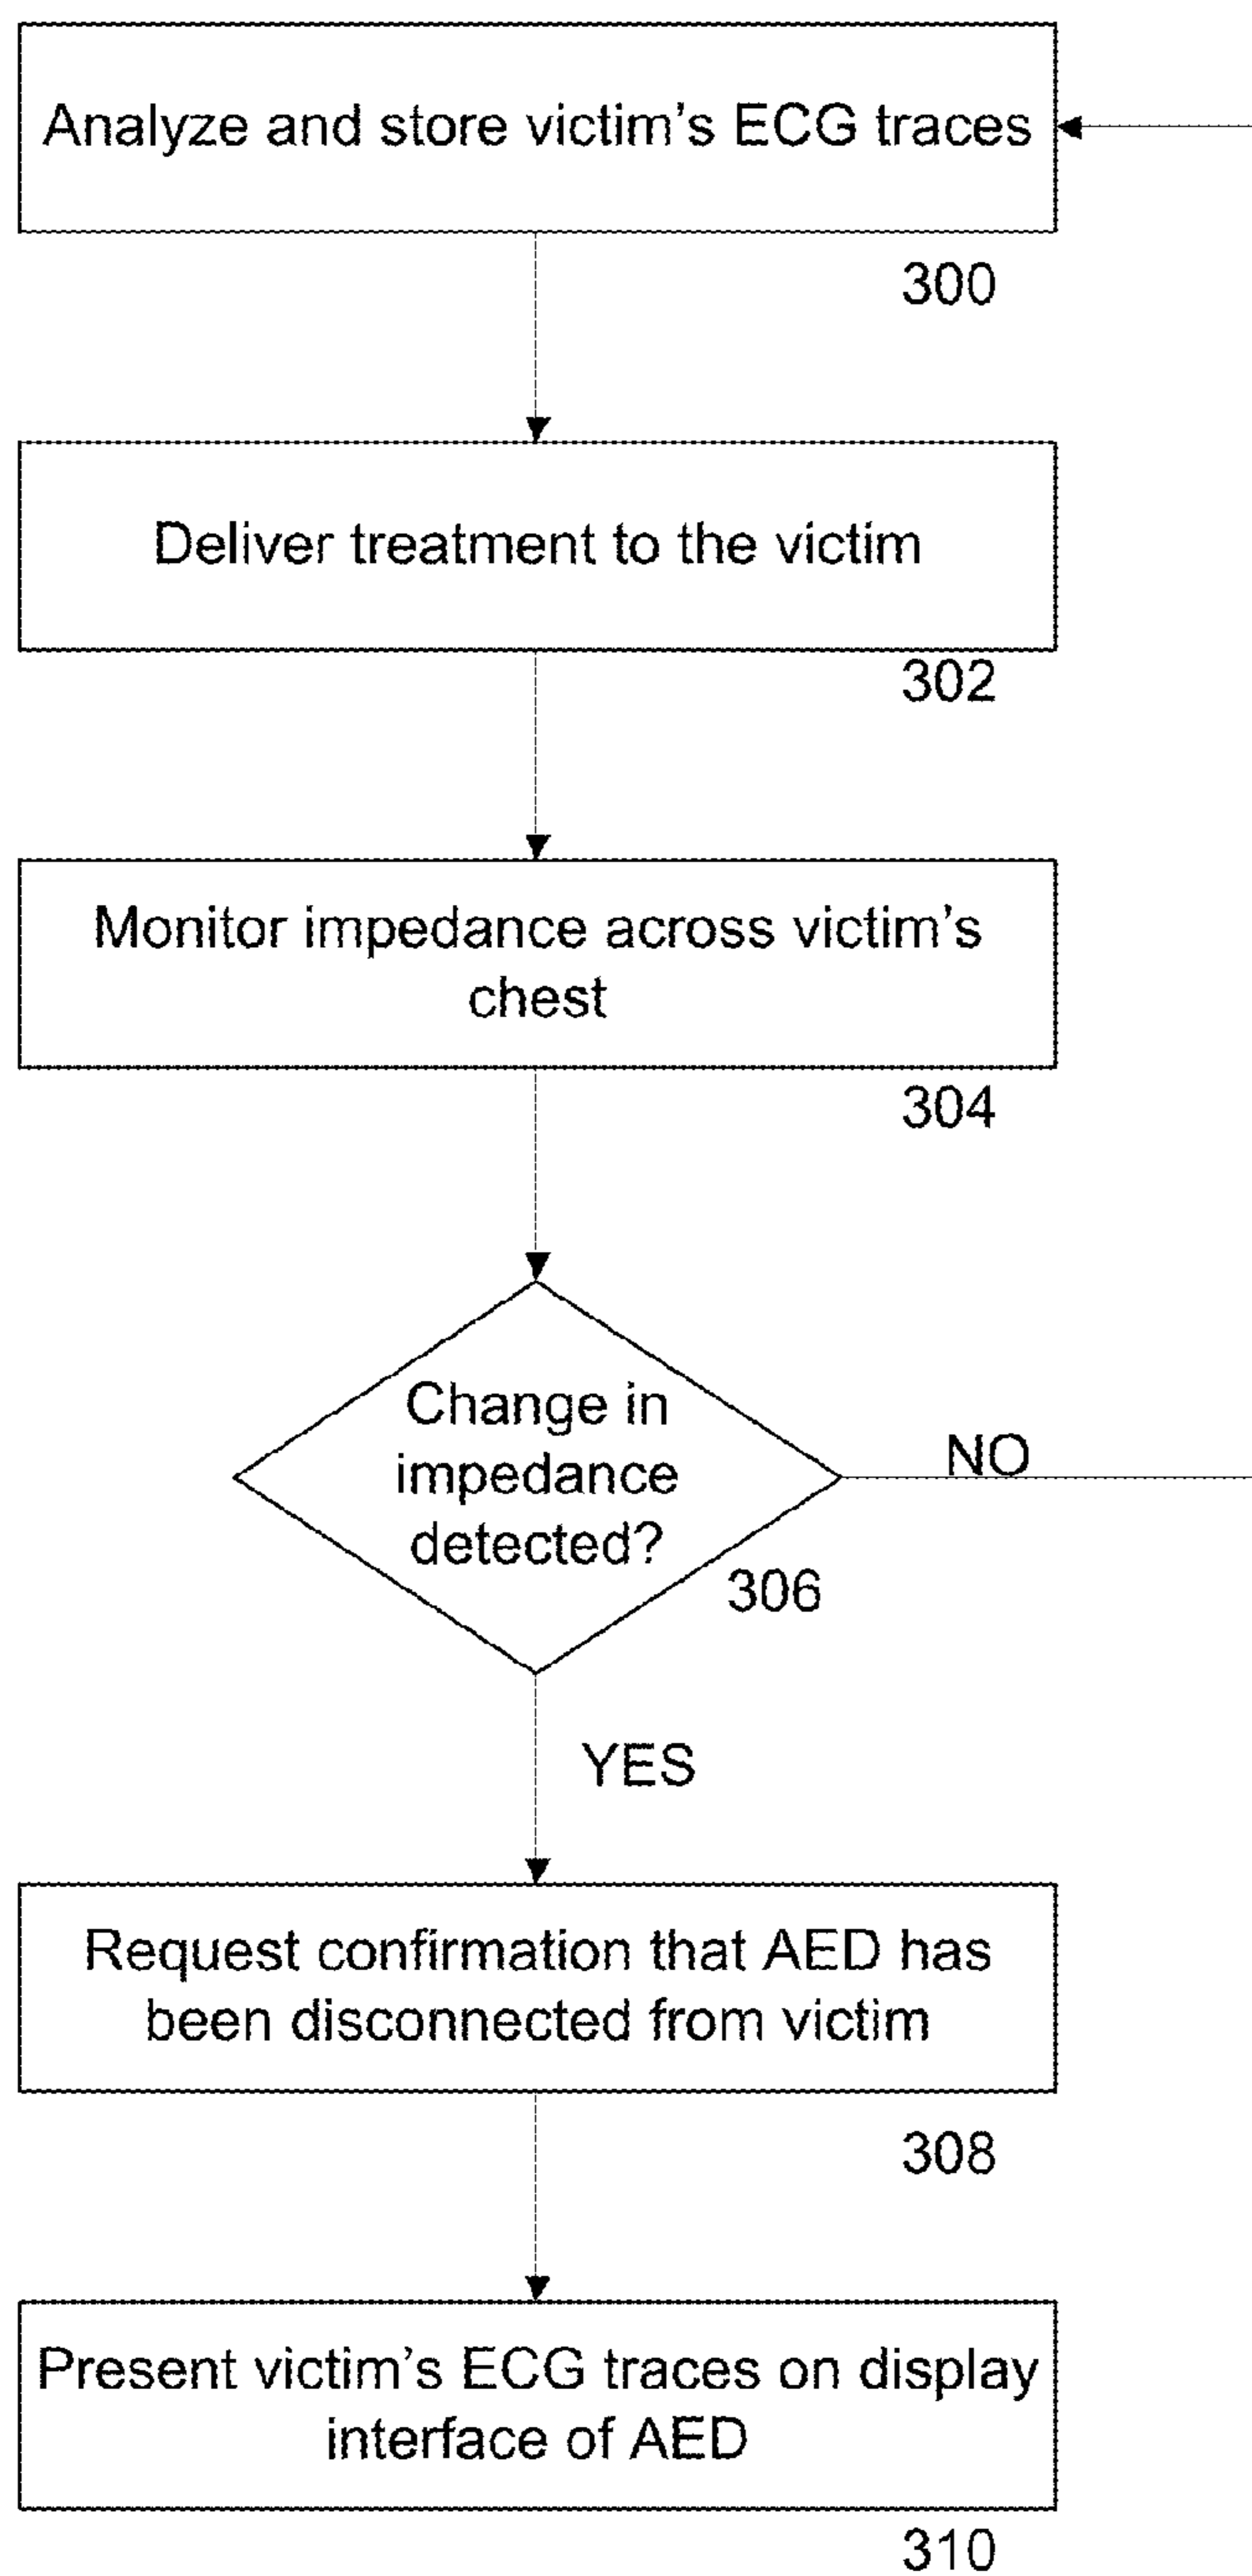 Analyze and store victim's ECG traces
300
Deliver treatment to the victim
302
Monitor impedance across victim's
chest
304
Change in
impedance
detected?
NO
306
YES
Request confirmation that AED has
been disconnected from victim
308
Present victim's ECG traces on display
interface of AED
310